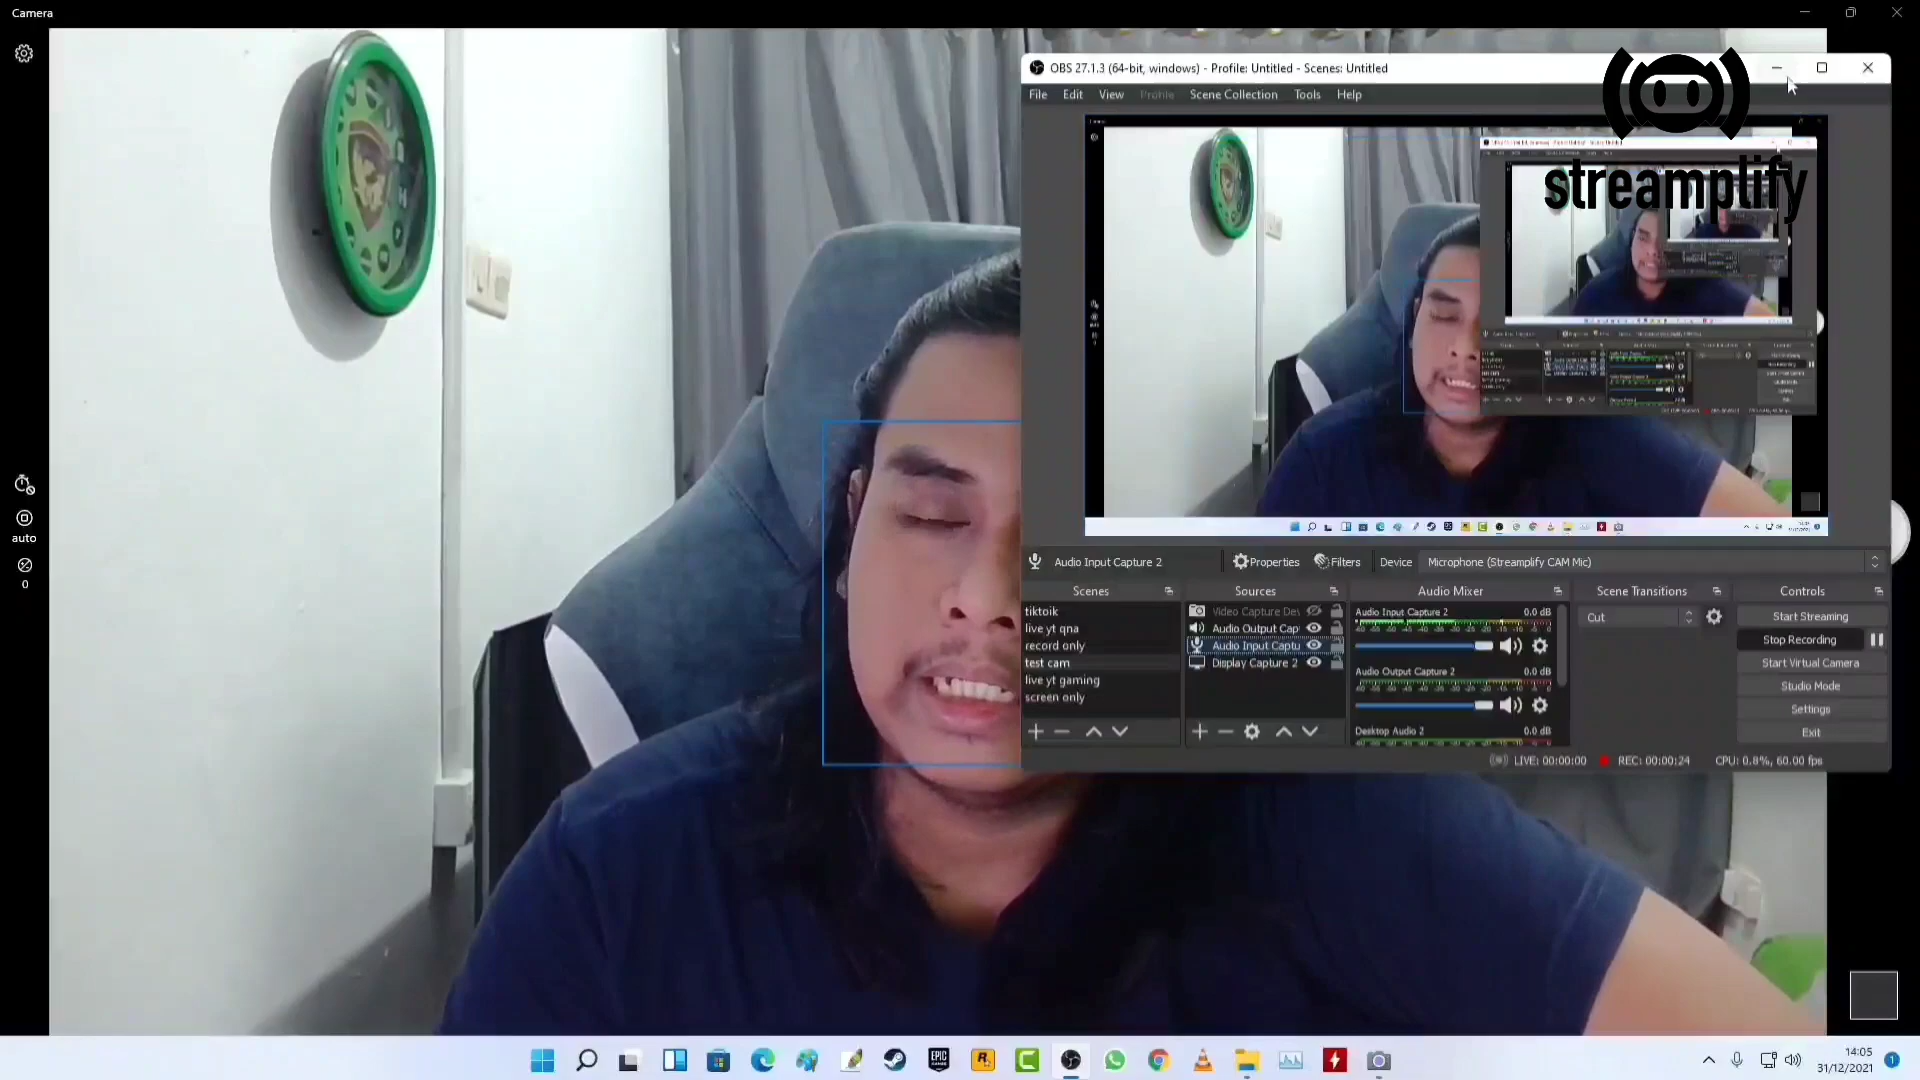 Camera
auto
0
OBS 27.1.3 (64-bit, windows) - Profile: Untitled - Scenes: Untitled
File Edit View Profile Scene Collection Tools Help
streamplify
Audio Input Capture 2 Properties Filters Device Microphone (Streamplify CAM Mic)
Scenes
tiktoik
live yt qna
record only
test cam
live yt gaming
screen only
Sources
Video Capture Dev
Audio Output Cap
Audio Input Captu
Display Capture 2
Audio Mixer
Audio Input Capture 2 0.0 dB
Audio Output Capture 2 0.0 dB
Desktop Audio 2 0.0 dB
Scene Transitions
Cut
Controls
Start Streaming
Stop Recording
Start Virtual Camera
Studio Mode
Settings
Exit
LIVE: 00:00:00 REC: 00:00:24 CPU: 0.8%, 60.00 fps
EPIC GAMES
14:05
31/12/2021
1